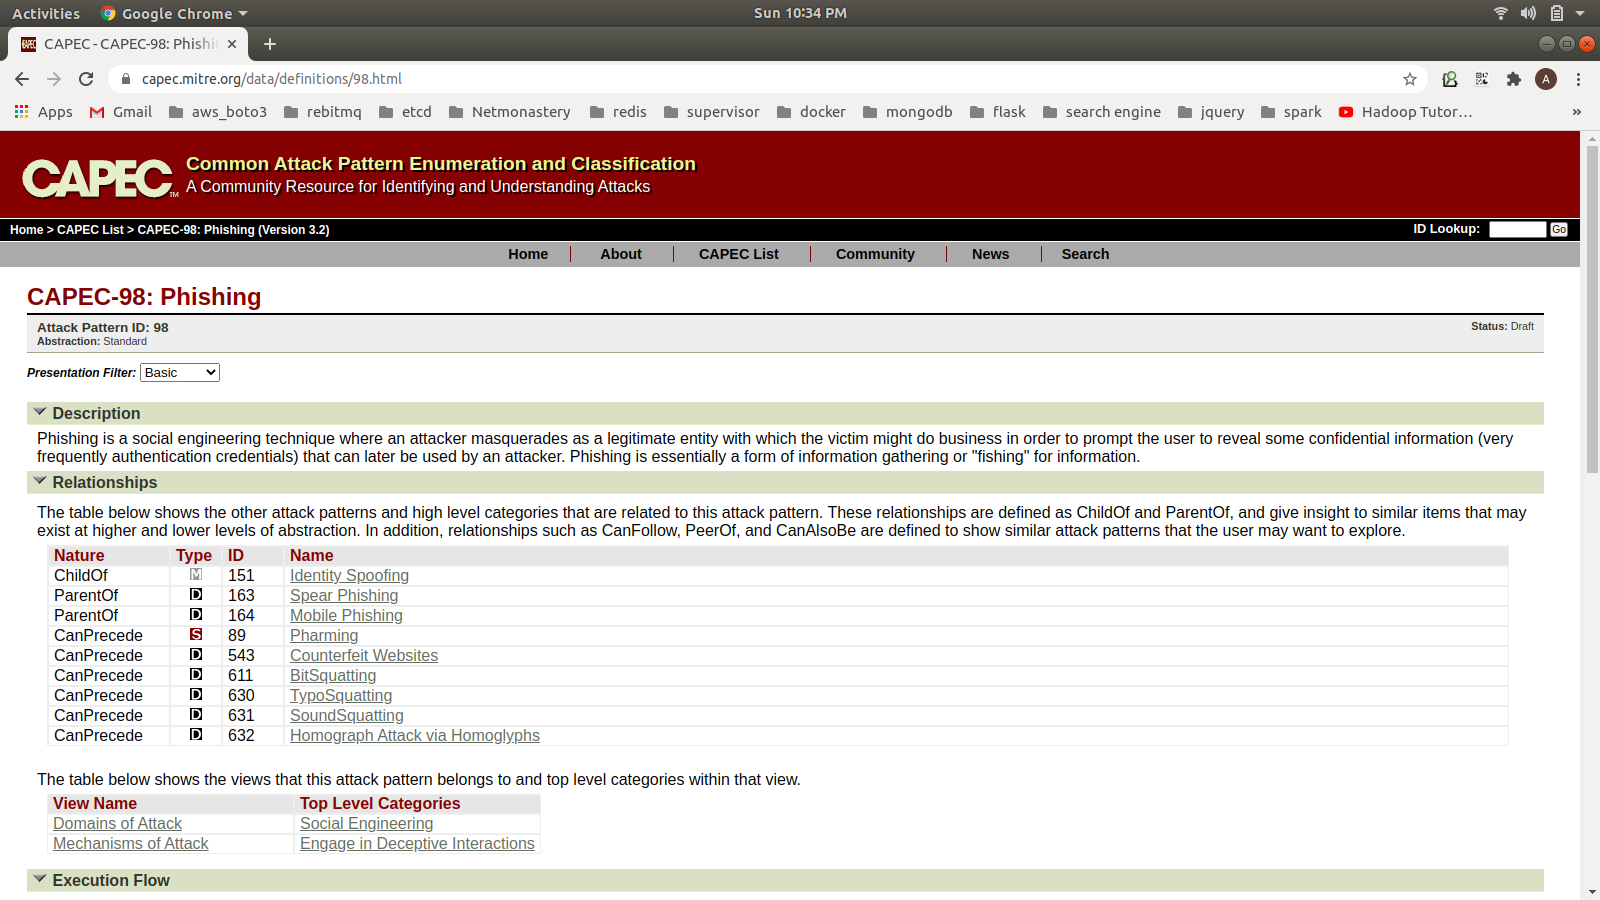 Activities Google Chrome Sun 10:34 PM
CAPEC - CAPEC-98: Phishi
capec.mitre.org/data/definitions/98.html A
Apps Gmail aws_boto3 rebitmq etcd Netmonastery redis supervisor docker mongodb flask search engine jquery spark Hadoop Tutor… »
CAPEC™
Common Attack Pattern Enumeration and Classification
A Community Resource for Identifying and Understanding Attacks
Home > CAPEC List > CAPEC-98: Phishing (Version 3.2) ID Lookup: Go
Home About CAPEC List Community News Search
CAPEC-98: Phishing
Attack Pattern ID: 98 Status: Draft
Abstraction: Standard
Presentation Filter: Basic
Description
Phishing is a social engineering technique where an attacker masquerades as a legitimate entity with which the victim might do business in order to prompt the user to reveal some confidential information (very
frequently authentication credentials) that can later be used by an attacker. Phishing is essentially a form of information gathering or "fishing" for information.
Relationships
The table below shows the other attack patterns and high level categories that are related to this attack pattern. These relationships are defined as ChildOf and ParentOf, and give insight to similar items that may
exist at higher and lower levels of abstraction. In addition, relationships such as CanFollow, PeerOf, and CanAlsoBe are defined to show similar attack patterns that the user may want to explore.
Nature Type ID Name
ChildOf M 151 Identity Spoofing
ParentOf D 163 Spear Phishing
ParentOf D 164 Mobile Phishing
CanPrecede S 89 Pharming
CanPrecede D 543 Counterfeit Websites
CanPrecede D 611 BitSquatting
CanPrecede D 630 TypoSquatting
CanPrecede D 631 SoundSquatting
CanPrecede D 632 Homograph Attack via Homoglyphs
The table below shows the views that this attack pattern belongs to and top level categories within that view.
View Name Top Level Categories
Domains of Attack Social Engineering
Mechanisms of Attack Engage in Deceptive Interactions
Execution Flow